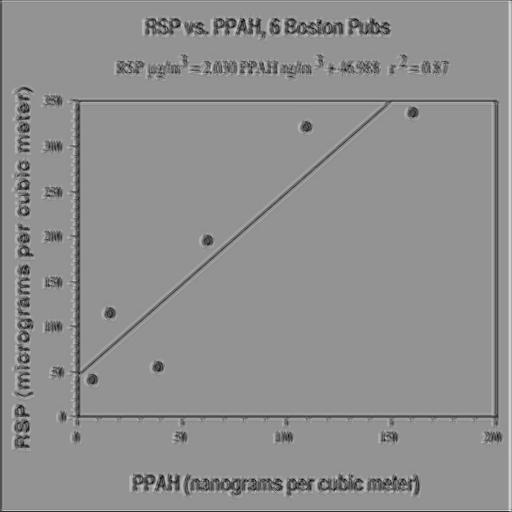 RSP vs. PPAH, 6 Boston Pubs
RSP µg/m³ = 2.030 PPAH ng/m³ + 46.988 r² = 0.87
RSP (micrograms per cubic meter)
350
300
250
200
150
100
50
0
0 50 100 150 200
PPAH (nanograms per cubic meter)